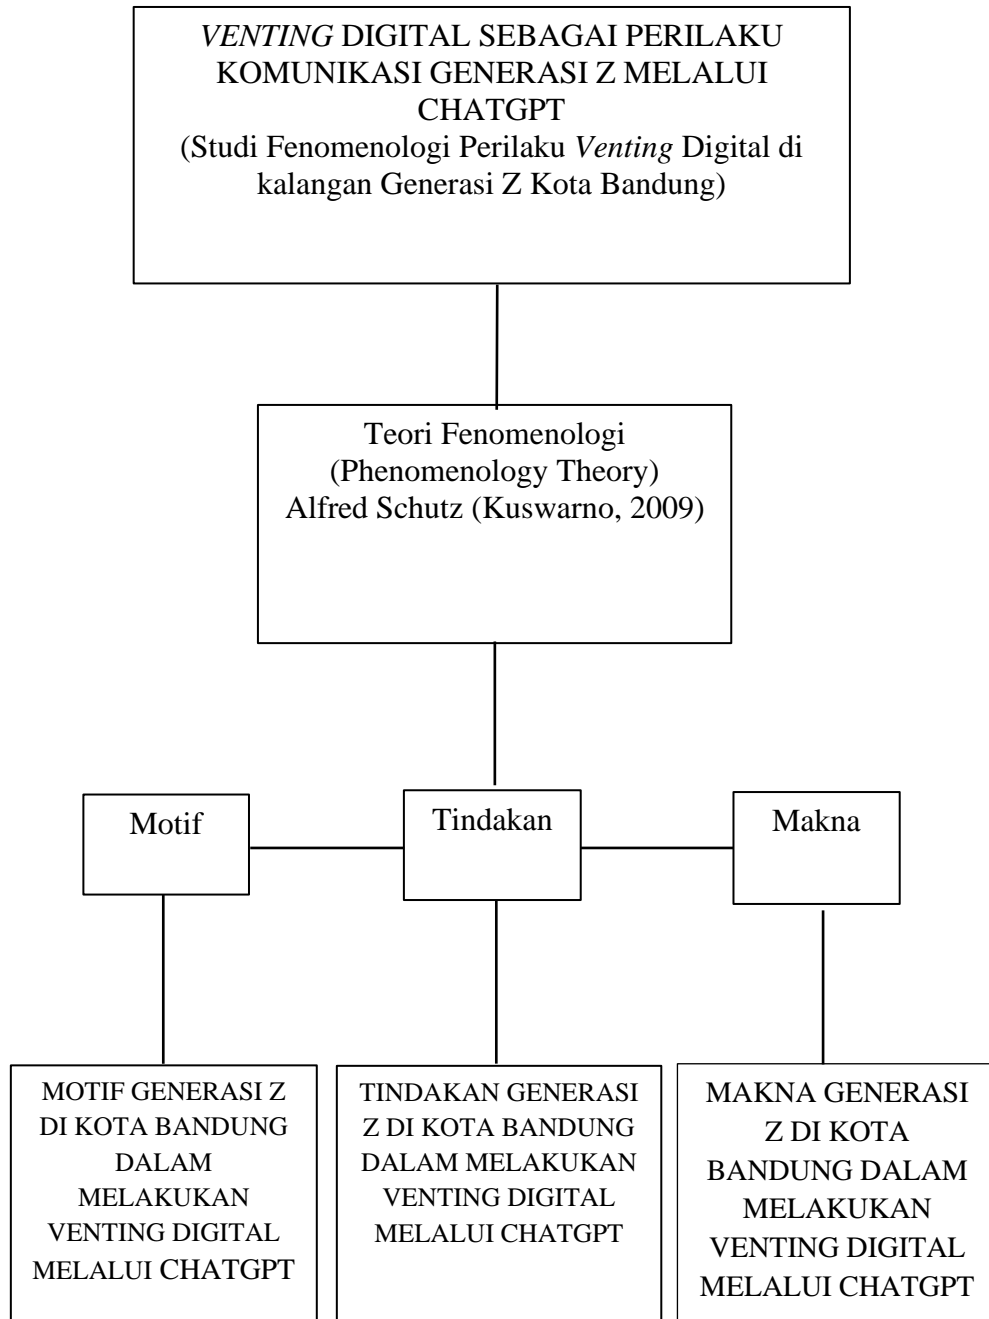 VENTING DIGITAL SEBAGAI PERILAKU
KOMUNIKASI GENERASI Z MELALUI
CHATGPT
(Studi Fenomenologi Perilaku Venting Digital di
kalangan Generasi Z Kota Bandung)
Teori Fenomenologi
(Phenomenology Theory)
Alfred Schutz (Kuswarno, 2009)
Motif
Tindakan
Makna
MOTIF GENERASI Z
DI KOTA BANDUNG
DALAM
MELAKUKAN
VENTING DIGITAL
MELALUI CHATGPT
TINDAKAN GENERASI
Z DI KOTA BANDUNG
DALAM MELAKUKAN
VENTING DIGITAL
MELALUI CHATGPT
MAKNA GENERASI
Z DI KOTA
BANDUNG DALAM
MELAKUKAN
VENTING DIGITAL
MELALUI CHATGPT